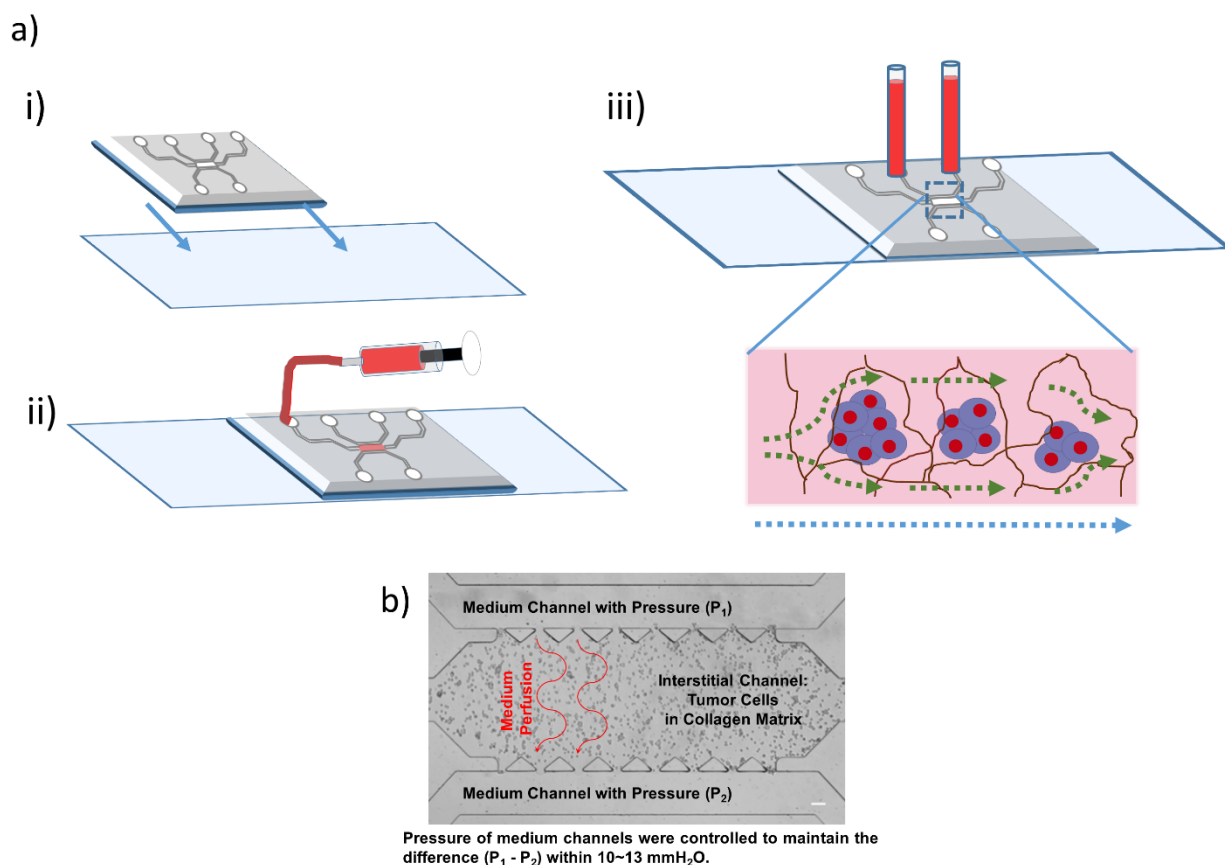 a)
i)
iii)
ii)
b)
Medium Channel with Pressure (P₁)
Medium
Perfusion
Interstitial Channel:
Tumor Cells
in Collagen Matrix
Medium Channel with Pressure (P₂)
Pressure of medium channels were controlled to maintain the
difference (P₁ - P₂) within 10~13 mmH₂O.